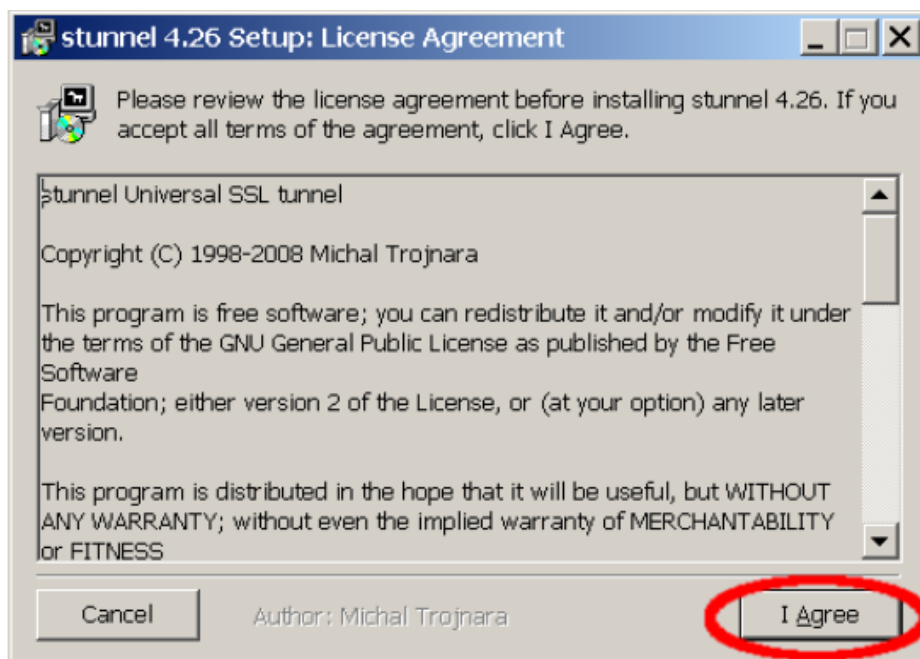 stunnel 4.26 Setup: License Agreement
Please review the license agreement before installing stunnel 4.26. If you
accept all terms of the agreement, click I Agree.
stunnel Universal SSL tunnel
Copyright (C) 1998-2008 Michal Trojnara
This program is free software; you can redistribute it and/or modify it under
the terms of the GNU General Public License as published by the Free
Software
Foundation; either version 2 of the License, or (at your option) any later
version.
This program is distributed in the hope that it will be useful, but WITHOUT
ANY WARRANTY; without even the implied warranty of MERCHANTABILITY
or FITNESS
Cancel
Author: Michal Trojnara
I Agree